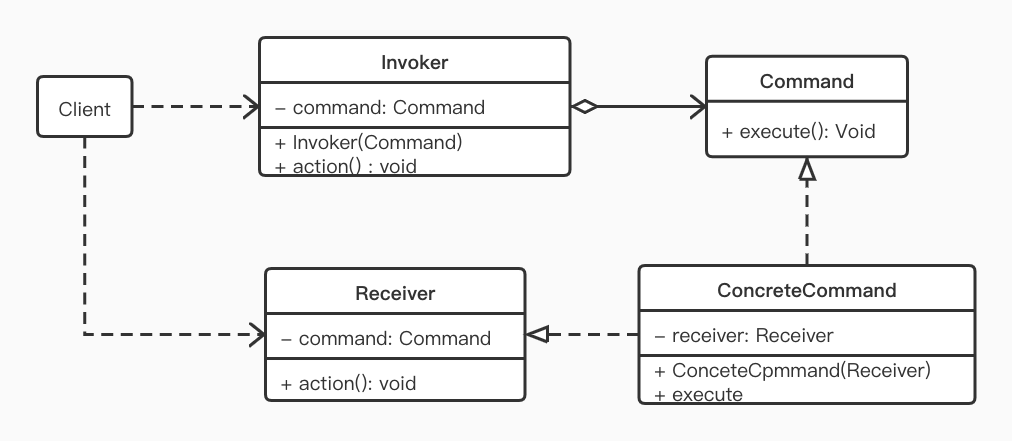 Client
Invoker
– command: Command
+ Invoker(Command)
+ action() : void
Command
+ execute(): Void
Receiver
– command: Command
+ action(): void
ConcreteCommand
– receiver: Receiver
+ ConceteCpmmand(Receiver)
+ execute